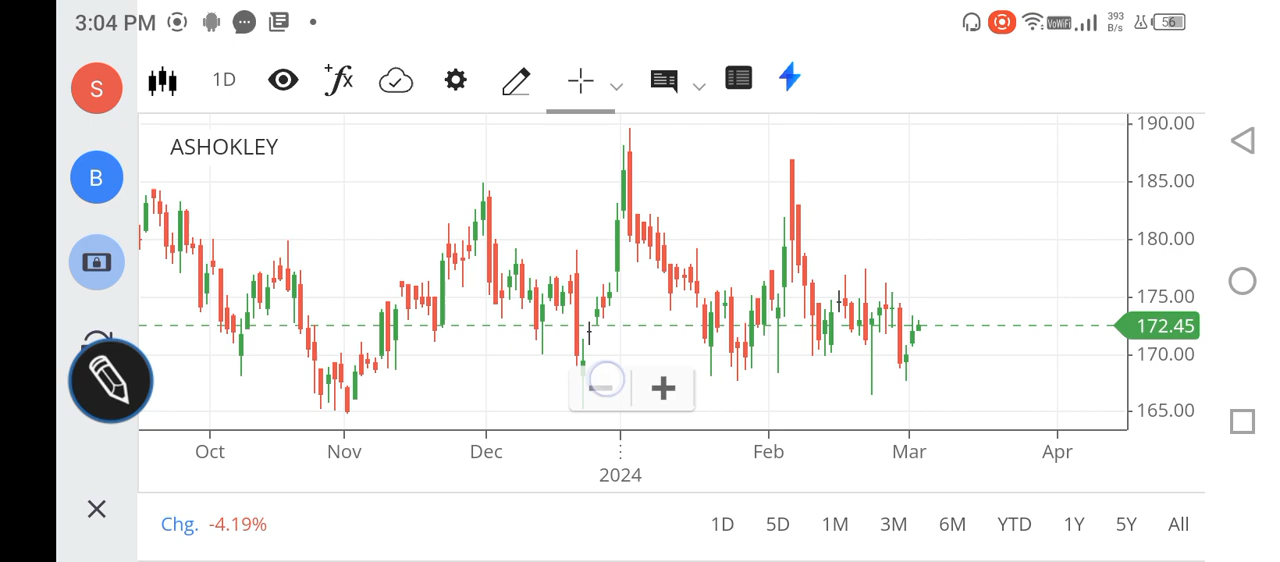 3:04 PM
VoWiFi 393 B/s 56
S
1D
fx
ASHOKLEY
B
190.00
185.00
180.00
175.00
172.45
170.00
165.00
Oct Nov Dec Feb Mar Apr
2024
Chg. -4.19% 1D 5D 1M 3M 6M YTD 1Y 5Y All